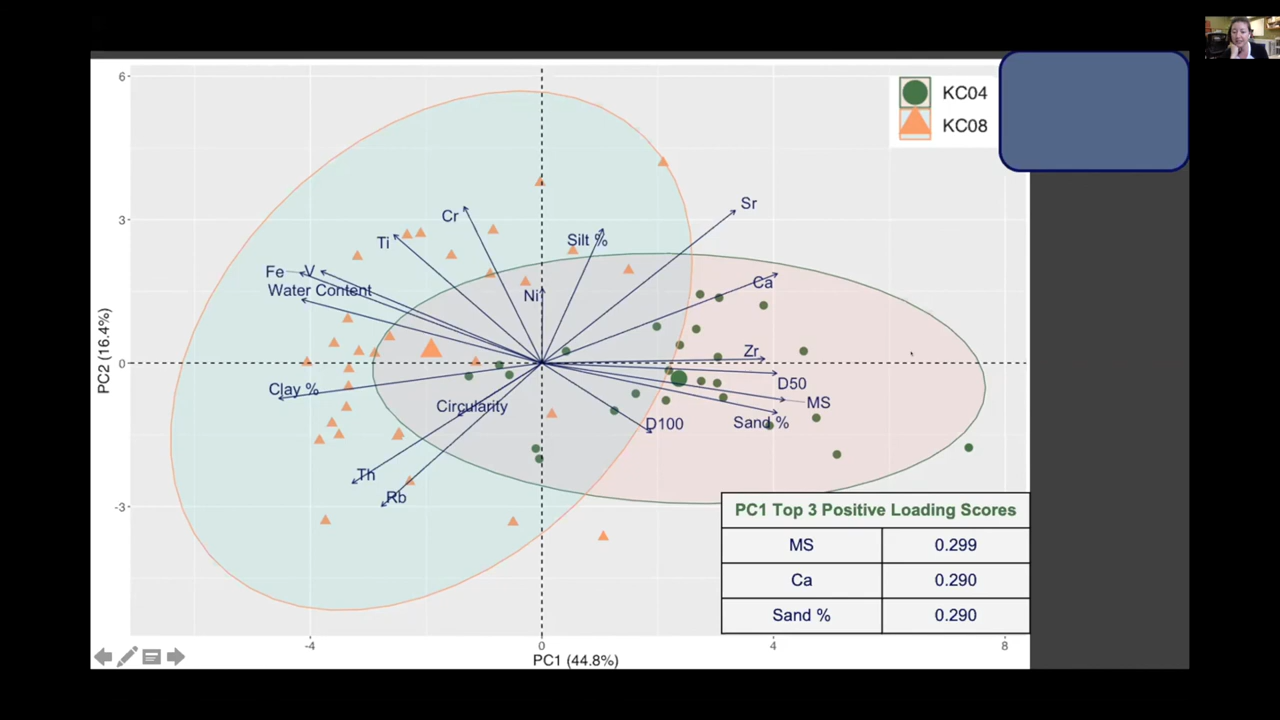 KC04
KC08
6
3
0
-3
PC2 (16.4%)
Sr
Cr
Silt %
Ti
Fe
V
Ca
Water Content
Ni
Zr
D50
Clay %
MS
Circularity
D100
Sand %
Th
Rb
PC1 Top 3 Positive Loading Scores
MS 0.299
Ca 0.290
Sand % 0.290
-4
0
4
8
PC1 (44.8%)